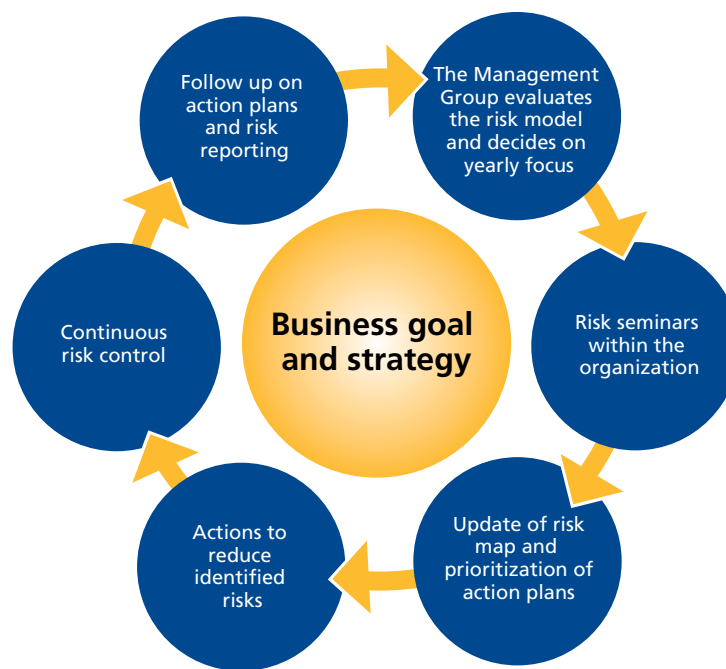 Follow up on
action plans
and risk
reporting
The Management
Group evaluates
the risk model
and decides on
yearly focus
Risk seminars
within the
organization
Update of risk
map and
prioritization of
action plans
Actions to
reduce
identified
risks
Continuous
risk control
Business goal
and strategy